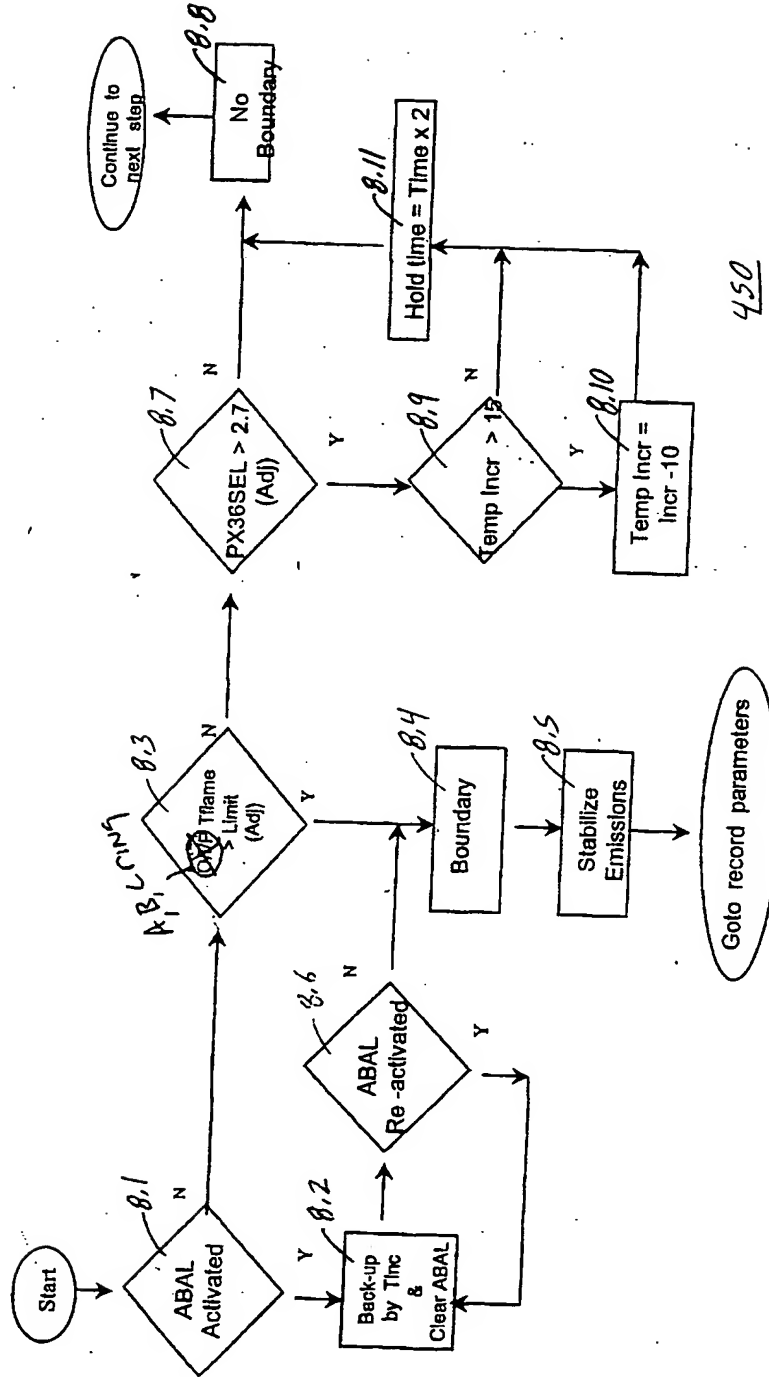 Start
8.1
ABAL
Activated
N
Y
8.2
Back-up
by TInc
&
Clear ABAL
8.6
ABAL
Re -activated
N
Y
A, B, C rings
8.3
Tflame
> Limit
(Adj)
N
Y
8.4
Boundary
8.5
Stabilize
Emissions
Goto record parameters
8.7
PX36SEL > 2.7
(Adj)
N
Y
8.9
Temp Incr > 15
N
Y
8.10
Temp Incr =
Incr -10
8.11
Hold time = Time x 2
8.8
No
Boundary
Continue to
next step
450